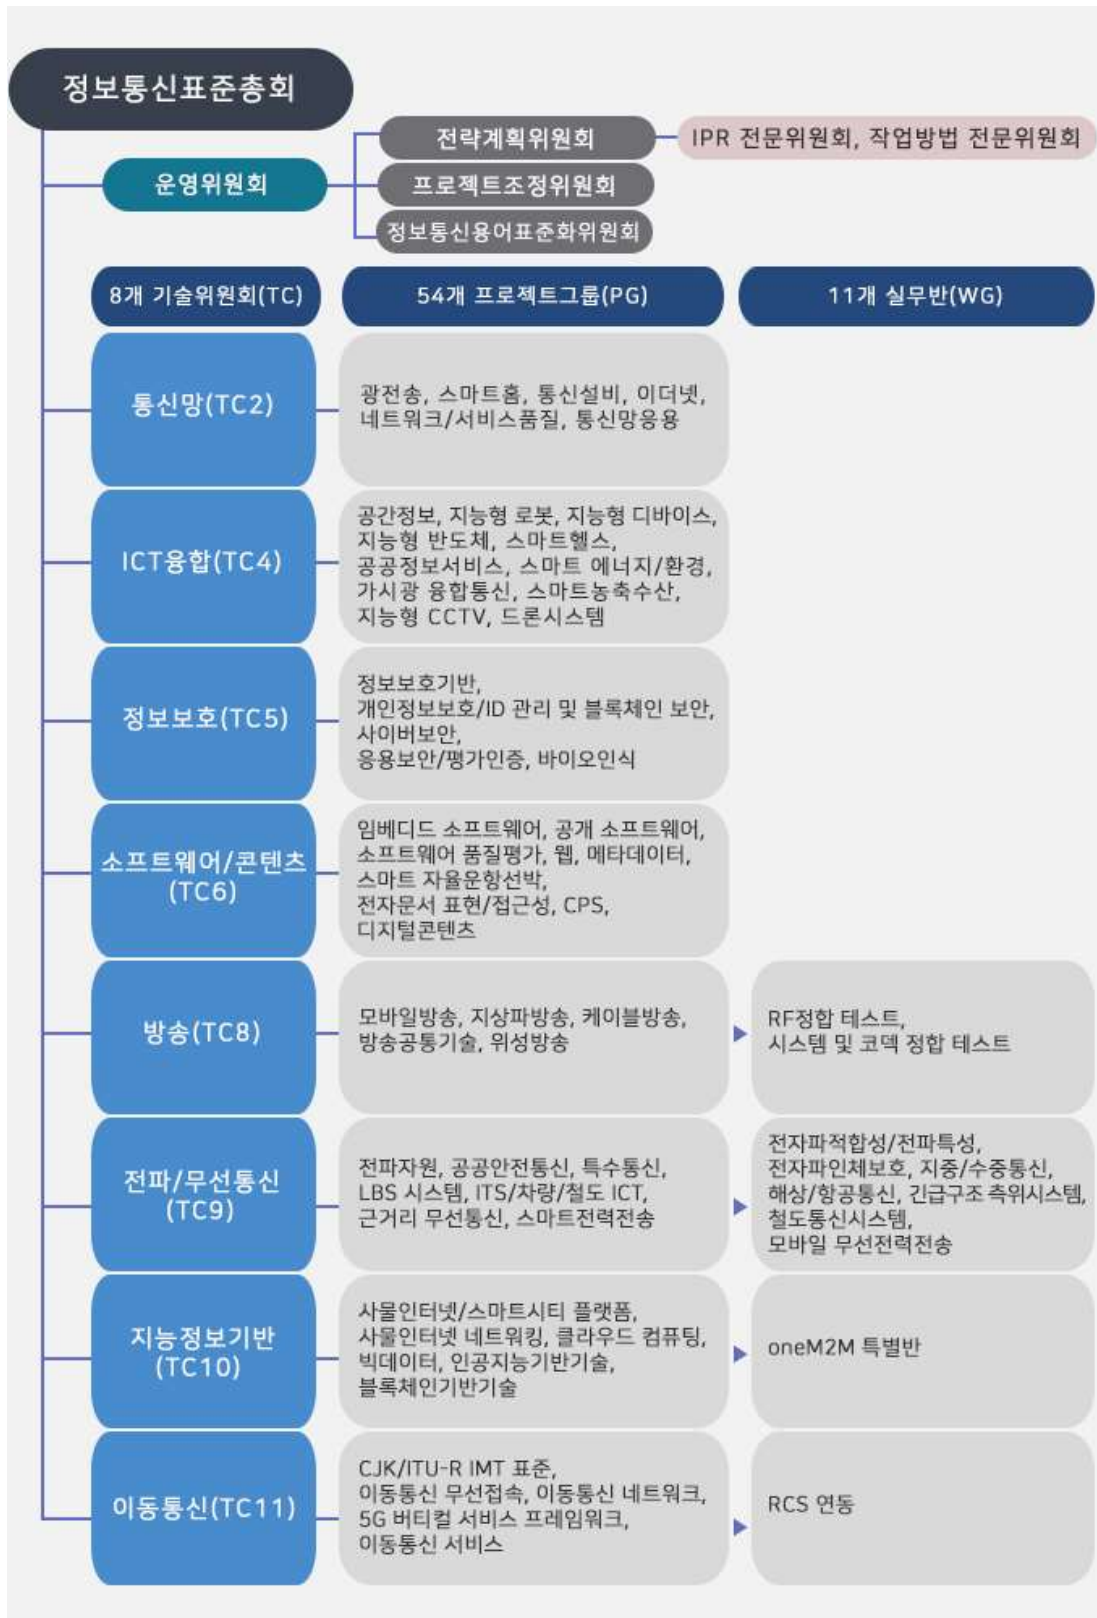 정보통신표준총회
전략계획위원회
IPR 전문위원회, 작업방법 전문위원회
운영위원회
프로젝트조정위원회
정보통신용어표준화위원회
8개 기술위원회(TC)
54개 프로젝트그룹(PG)
11개 실무반(WG)
통신망(TC2)
광전송, 스마트홈, 통신설비, 이더넷,
네트워크/서비스품질, 통신망응용
ICT융합(TC4)
공간정보, 지능형 로봇, 지능형 디바이스,
지능형 반도체, 스마트헬스,
공공정보서비스, 스마트 에너지/환경,
가시광 융합통신, 스마트농축수산,
지능형 CCTV, 드론시스템
정보보호(TC5)
정보보호기반,
개인정보보호/ID 관리 및 블록체인 보안,
사이버보안,
응용보안/평가인증, 바이오인식
소프트웨어/콘텐츠
(TC6)
임베디드 소프트웨어, 공개 소프트웨어,
소프트웨어 품질평가, 웹, 메타데이터,
스마트 자율운항선박,
전자문서 표현/접근성, CPS,
디지털콘텐츠
방송(TC8)
모바일방송, 지상파방송, 케이블방송,
방송공통기술, 위성방송
RF정합 테스트,
시스템 및 코덱 정합 테스트
전파/무선통신
(TC9)
전파자원, 공공안전통신, 특수통신,
LBS 시스템, ITS/차량/철도 ICT,
근거리 무선통신, 스마트전력전송
전자파적합성/전파특성,
전자파인체보호, 지중/수중통신,
해상/항공통신, 긴급구조 측위시스템,
철도통신시스템,
모바일 무선전력전송
지능정보기반
(TC10)
사물인터넷/스마트시티 플랫폼,
사물인터넷 네트워킹, 클라우드 컴퓨팅,
빅데이터, 인공지능기반기술,
블록체인기반기술
oneM2M 특별반
이동통신(TC11)
CJK/ITU-R IMT 표준,
이동통신 무선접속, 이동통신 네트워크,
5G 버티컬 서비스 프레임워크,
이동통신 서비스
RCS 연동